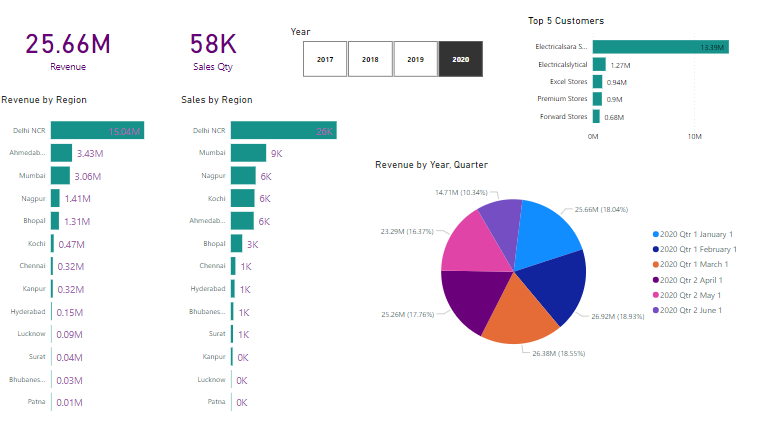 25.66M
Revenue
58K
Sales Qty
Year
2017
2018
2019
2020
Top 5 Customers
Electricalsara S... 13.39M
Electricalslytical 1.27M
Excel Stores 0.94M
Premium Stores 0.9M
Forward Stores 0.68M
0M 10M
Revenue by Region
Delhi NCR 15.04M
Ahmedab... 3.43M
Mumbai 3.06M
Nagpur 1.41M
Bhopal 1.31M
Kochi 0.47M
Chennai 0.32M
Kanpur 0.32M
Hyderabad 0.15M
Lucknow 0.09M
Surat 0.04M
Bhubanes... 0.03M
Patna 0.01M
Sales by Region
Delhi NCR 26K
Mumbai 9K
Nagpur 6K
Kochi 6K
Ahmedab... 6K
Bhopal 3K
Chennai 1K
Hyderabad 1K
Bhubanes... 1K
Surat 1K
Kanpur 0K
Lucknow 0K
Patna 0K
Revenue by Year, Quarter
14.71M (10.34%)
25.66M (18.04%)
23.29M (16.37%)
25.26M (17.76%)
26.92M (18.93%)
26.38M (18.55%)
2020 Qtr 1 January 1
2020 Qtr 1 February 1
2020 Qtr 1 March 1
2020 Qtr 2 April 1
2020 Qtr 2 May 1
2020 Qtr 2 June 1